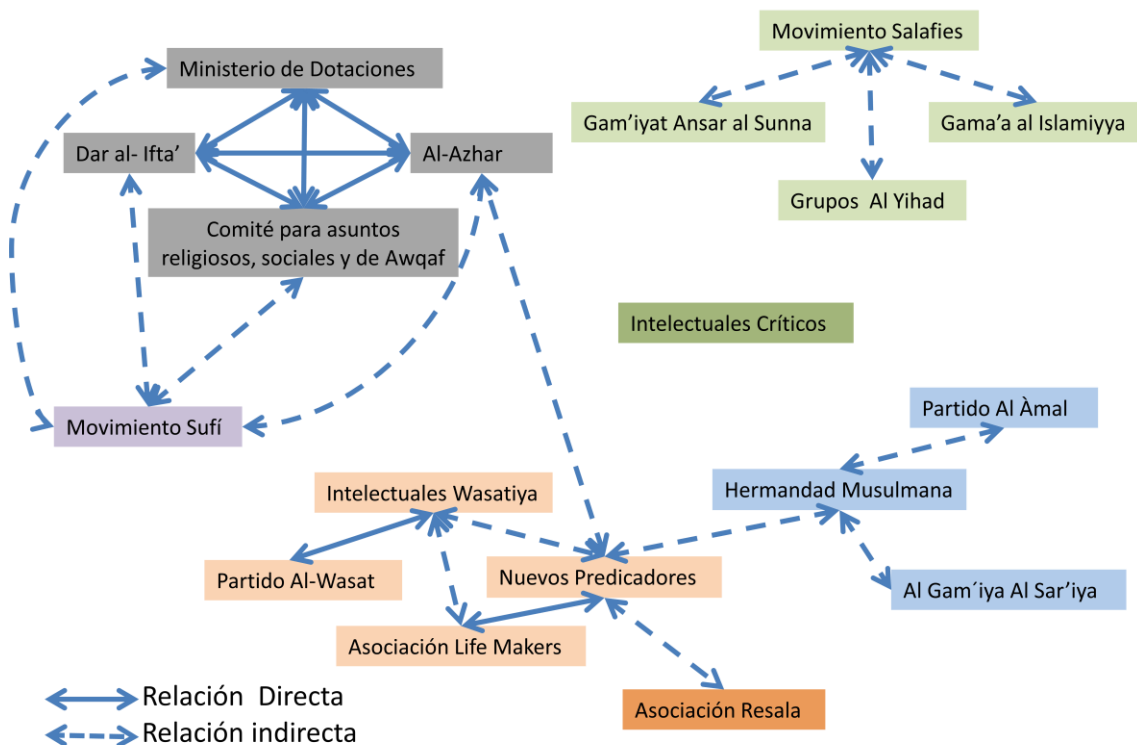 Movimiento Salafies
Ministerio de Dotaciones
Gam’iyat Ansar al Sunna
Gama’a al Islamiyya
Dar al- Ifta’
Al-Azhar
Grupos Al Yihad
Comité para asuntos
religiosos, sociales y de Awqaf
Intelectuales Críticos
Movimiento Sufí
Partido Al Àmal
Intelectuales Wasatiya
Hermandad Musulmana
Partido Al-Wasat
Nuevos Predicadores
Al Gam´iya Al Sar’iya
Asociación Life Makers
Relación Directa
Asociación Resala
Relación indirecta